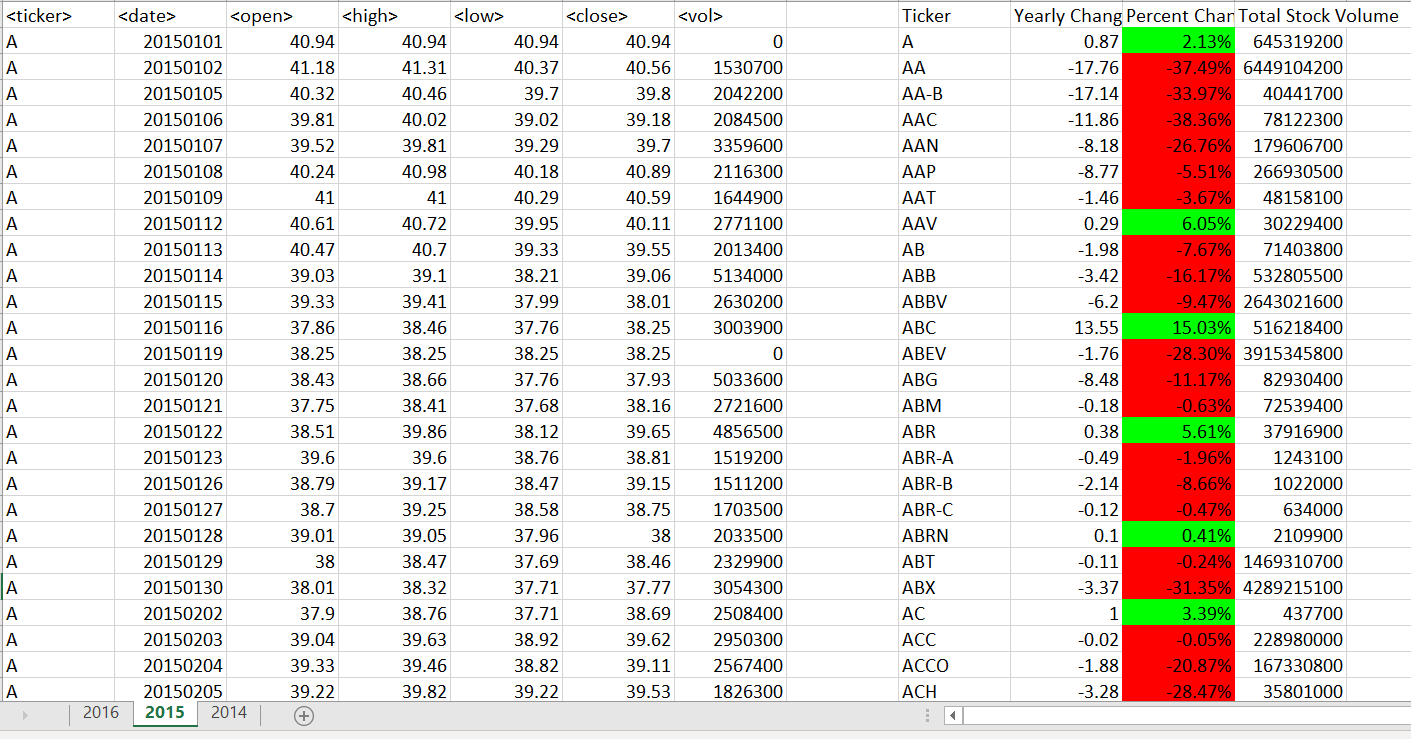 <ticker> <date> <open> <high> <low> <close> <vol> Ticker Yearly Chang Percent Char Total Stock Volume
A 20150101 40.94 40.94 40.94 40.94 0 A 0.87 2.13% 645319200
A 20150102 41.18 41.31 40.37 40.56 1530700 AA -17.76 -37.49% 6449104200
A 20150105 40.32 40.46 39.7 39.8 2042200 AA-B -17.14 -33.97% 40441700
A 20150106 39.81 40.02 39.02 39.18 2084500 AAC -11.86 -38.36% 78122300
A 20150107 39.52 39.81 39.29 39.7 3359600 AAN -8.18 -26.76% 179606700
A 20150108 40.24 40.98 40.18 40.89 2116300 AAP -8.77 -5.51% 266930500
A 20150109 41 41 40.29 40.59 1644900 AAT -1.46 -3.67% 48158100
A 20150112 40.61 40.72 39.95 40.11 2771100 AAV 0.29 6.05% 30229400
A 20150113 40.47 40.7 39.33 39.55 2013400 AB -1.98 -7.67% 71403800
A 20150114 39.03 39.1 38.21 39.06 5134000 ABB -3.42 -16.17% 532805500
A 20150115 39.33 39.41 37.99 38.01 2630200 ABBV -6.2 -9.47% 2643021600
A 20150116 37.86 38.46 37.76 38.25 3003900 ABC 13.55 15.03% 516218400
A 20150119 38.25 38.25 38.25 38.25 0 ABEV -1.76 -28.30% 3915345800
A 20150120 38.43 38.66 37.76 37.93 5033600 ABG -8.48 -11.17% 82930400
A 20150121 37.75 38.41 37.68 38.16 2721600 ABM -0.18 -0.63% 72539400
A 20150122 38.51 39.86 38.12 39.65 4856500 ABR 0.38 5.61% 37916900
A 20150123 39.6 39.6 38.76 38.81 1519200 ABR-A -0.49 -1.96% 1243100
A 20150126 38.79 39.17 38.47 39.15 1511200 ABR-B -2.14 -8.66% 1022000
A 20150127 38.7 39.25 38.58 38.75 1703500 ABR-C -0.12 -0.47% 634000
A 20150128 39.01 39.05 37.96 38 2033500 ABRN 0.1 0.41% 2109900
A 20150129 38 38.47 37.69 38.46 2329900 ABT -0.11 -0.24% 1469310700
A 20150130 38.01 38.32 37.71 37.77 3054300 ABX -3.37 -31.35% 4289215100
A 20150202 37.9 38.76 37.71 38.69 2508400 AC 1 3.39% 437700
A 20150203 39.04 39.63 38.92 39.62 2950300 ACC -0.02 -0.05% 228980000
A 20150204 39.33 39.46 38.82 39.11 2567400 ACCO -1.88 -20.87% 167330800
A 20150205 39.22 39.82 39.22 39.53 1826300 ACH -3.28 -28.47% 35801000
2016 2015 2014